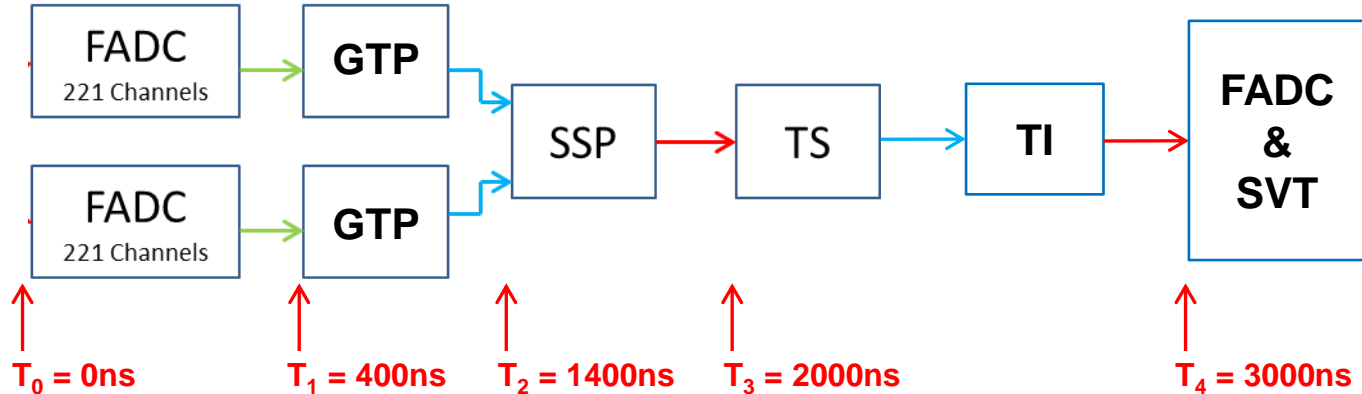 FADC
221 Channels
GTP
SSP
TS
TI
FADC
&
SVT
FADC
221 Channels
GTP
T₀ = 0ns
T₁ = 400ns
T₂ = 1400ns
T₃ = 2000ns
T₄ = 3000ns